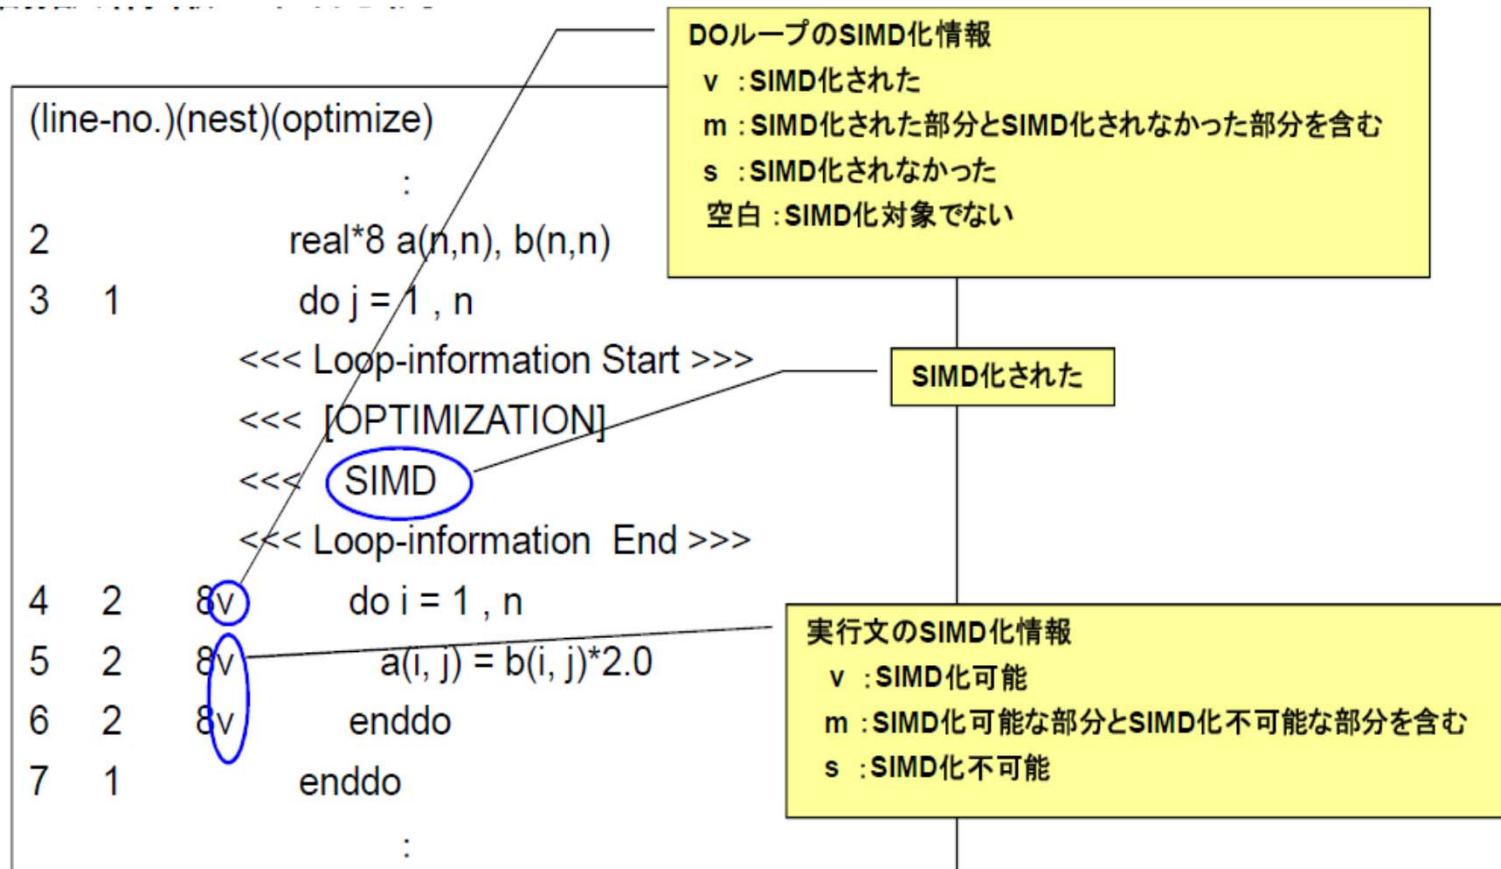 DOループのSIMD化情報
v :SIMD化された
m :SIMD化された部分とSIMD化されなかった部分を含む
s :SIMD化されなかった
空白 :SIMD化対象でない
(line-no.)(nest)(optimize)
:
2 real*8 a(n,n), b(n,n)
3 1 do j = 1 , n
<<< Loop-information Start >>>
<<< [OPTIMIZATION]
<<< SIMD
<<< Loop-information End >>>
SIMD化された
4 2 8v do i = 1 , n
5 2 8v a(i, j) = b(i, j)*2.0
6 2 8v enddo
7 1 enddo
:
実行文のSIMD化情報
v :SIMD化可能
m :SIMD化可能な部分とSIMD化不可能な部分を含む
s :SIMD化不可能